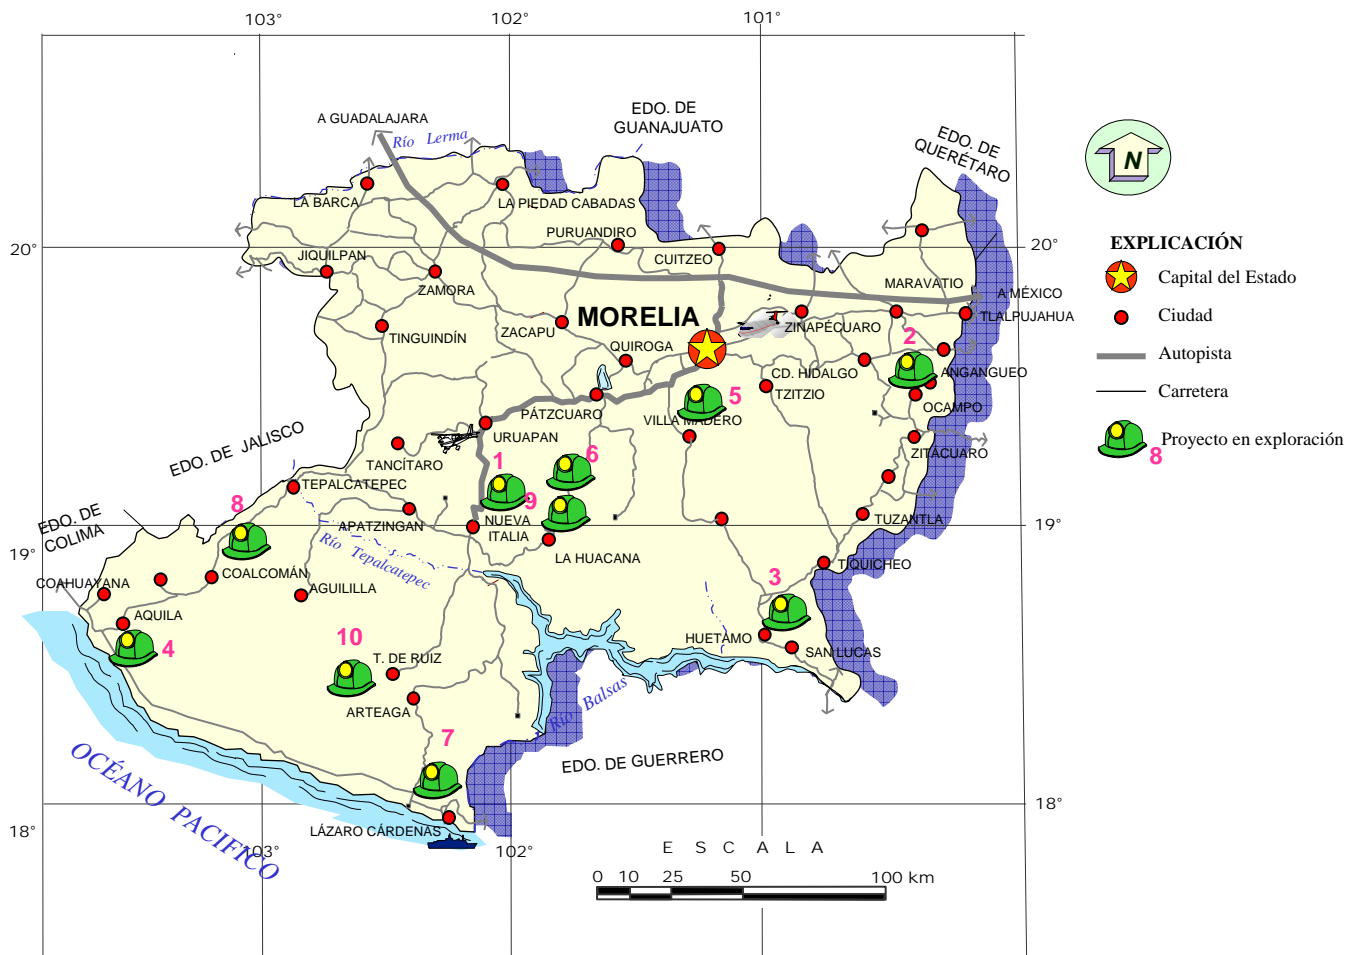 103°
102°
101°
A GUADALAJARA
Río Lerma
EDO. DE
GUANAJUATO
EDO. DE
QUERÉTARO
N
LA BARCA
LA PIEDAD CABADAS
PURUANDIRO
CUITZEO
20°
20°
JIQUILPAN
ZAMORA
MARAVATIO
A MÉXICO
TLALPUJAHUA
EXPLICACIÓN
Capital del Estado
Ciudad
Autopista
Carretera
Proyecto en exploración
8
MORELIA
ZINAPÉCUARO
TINGUINDÍN
ZACAPU
QUIROGA
2
CD. HIDALGO
TZITZIO
ANGANGUEO
OCAMPO
PÁTZCUARO
5
VILLA MADERO
URUAPAN
ZITÁCUARO
EDO. DE JALISCO
TANCÍTARO
TEPALCATEPEC
1
6
8
9
EDO. DE
COLIMA
APATZINGAN
NUEVA
ITALIA
TUZANTLA
19°
19°
Río Tepalcatepec
LA HUACANA
TIQUICHEO
COAHUAYANA
COALCOMÁN
AGUILILLA
3
AQUILA
4
10
T. DE RUIZ
HUETAMO
SAN LUCAS
ARTEAGA
Río Balsas
7
EDO. DE GUERRERO
OCÉANO PACIFICO
18°
18°
LÁZARO CÁRDENAS
103°
102°
E S C A L A
0 10 25 50 100 km